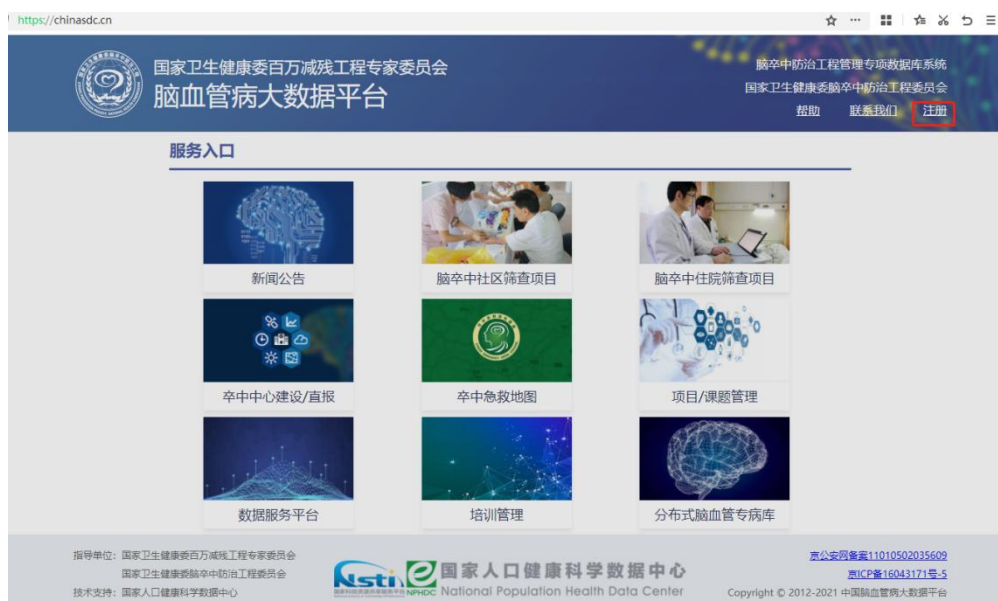 https://chinasdc.cn
国家卫生健康委百万减残工程专家委员会
脑血管病大数据平台
脑卒中防治工程管理专项数据库系统
国家卫生健康委脑卒中防治工程委员会
帮助 联系我们 注册
服务入口
新闻公告 脑卒中社区筛查项目 脑卒中住院筛查项目
卒中中心建设/直报 卒中急救地图 项目/课题管理
数据服务平台 培训管理 分布式脑血管专病库
指导单位：国家卫生健康委百万减残工程专家委员会
国家卫生健康委脑卒中防治工程委员会
技术支持：国家人口健康科学数据中心
Nstic
国家人口健康科学数据中心
NPHDC National Population Health Data Center
京公安网备案11010502035609
京ICP备16043171号-5
Copyright © 2012-2021 中国脑血管病大数据平台